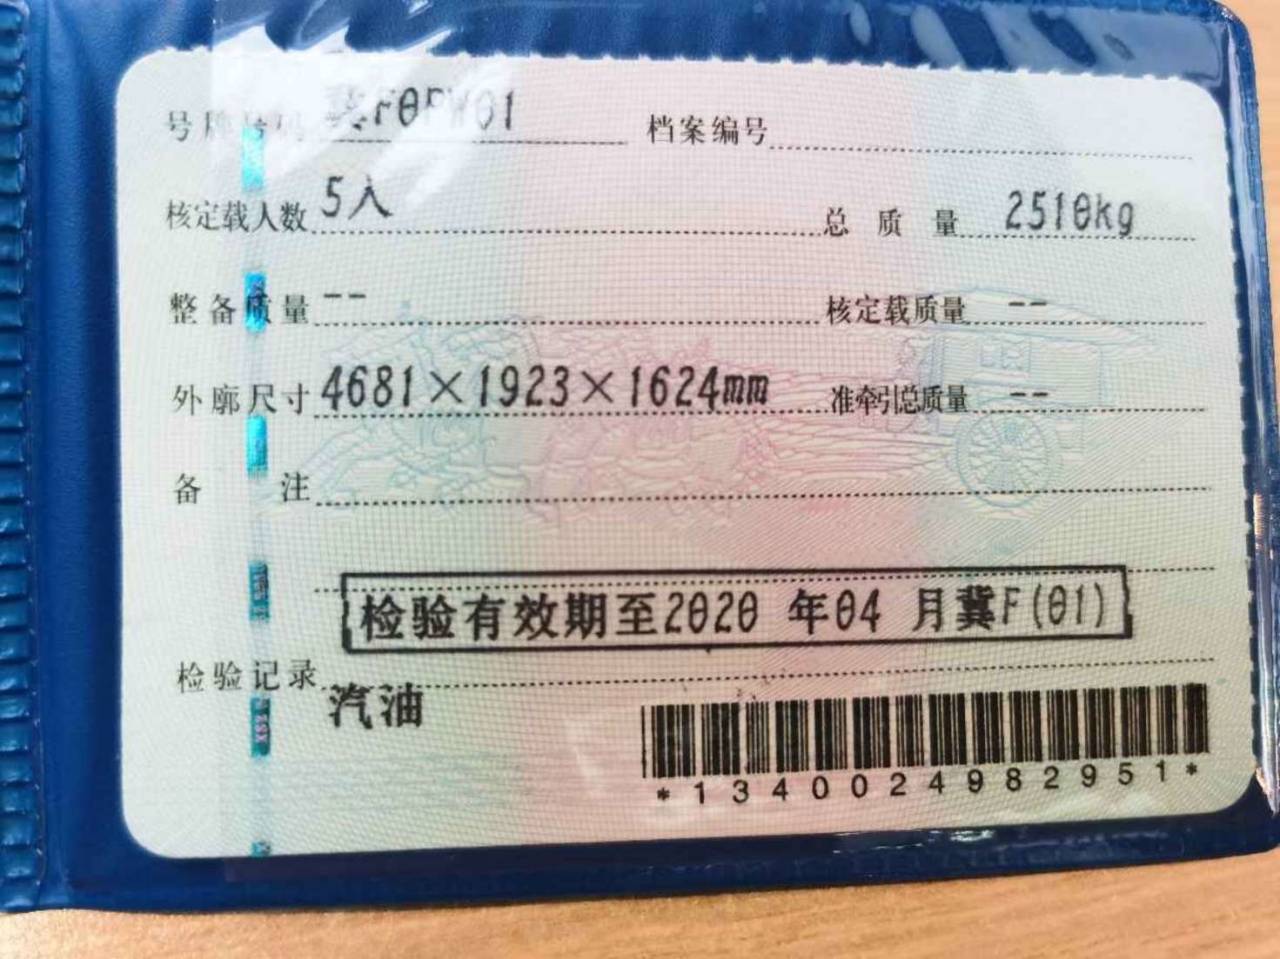 号牌号码 冀F0PW01 档案编号
核定载人数 5人 总质量 2510kg
整备质量 -- 核定载质量 --
外廓尺寸 4681×1923×1624mm 准牵引总质量 --
备注
检验有效期至2020 年04 月冀F(01)
检验记录
汽油
*1340024982951*